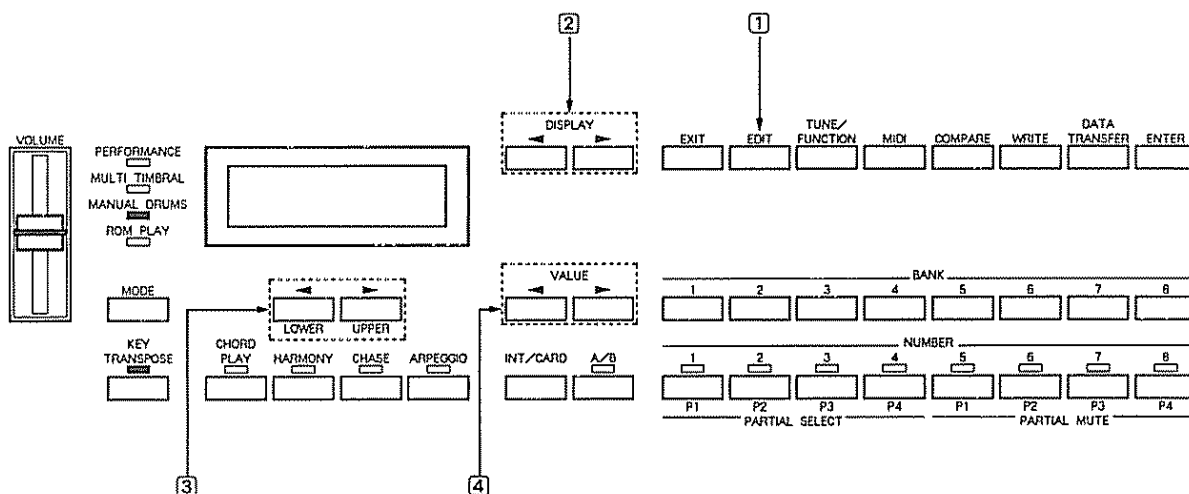 2 1
DISPLAY
VOLUME
PERFORMANCE
MULTI TIMBRAL
MANUAL DRUMS
ROM PLAY
EXIT EDIT TUNE/ FUNCTION MIDI COMPARE WRITE DATA TRANSFER ENTER
MODE
LOWER UPPER
VALUE
BANK
1 2 3 4 5 6 7 8
KEY TRANSPOSE
CHORD PLAY HARMONY CHASE ARPEGGIO
INT/CARD A/B
NUMBER
1 2 3 4 5 6 7 8
P1 P2 P3 P4 P1 P2 P3 P4
PARTIAL SELECT PARTIAL MUTE
3 4